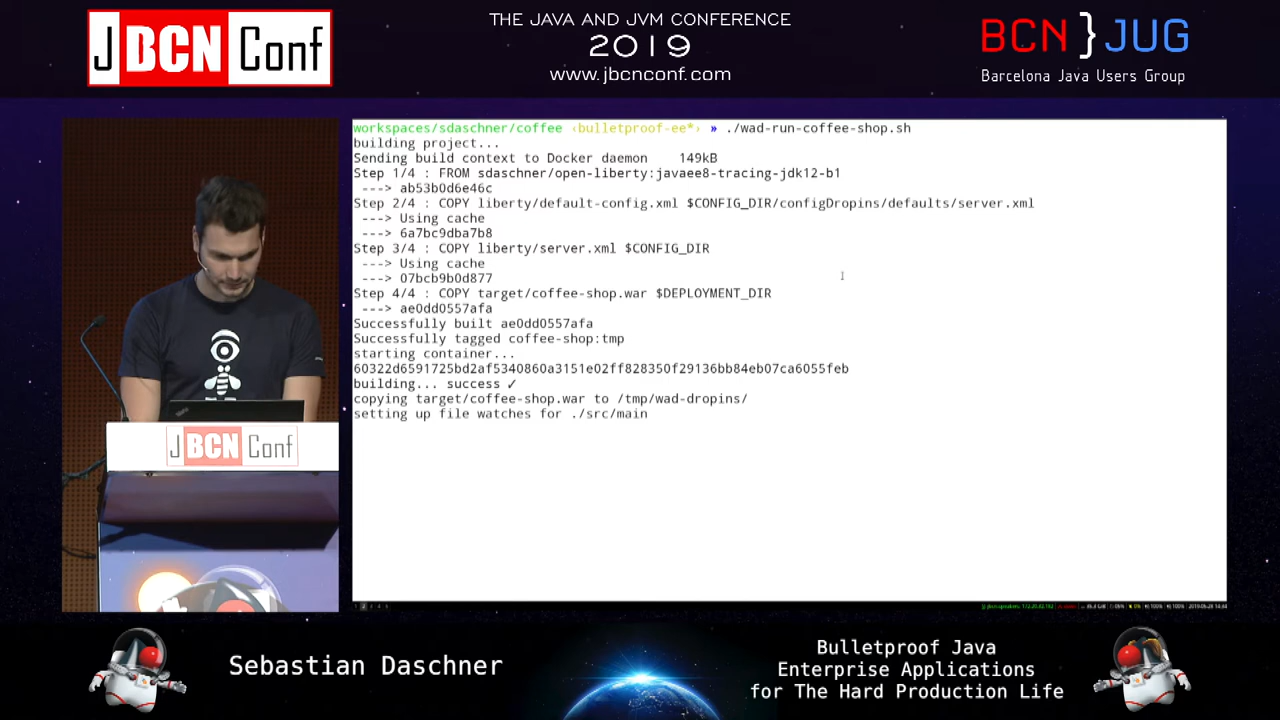 JBCNConf
THE JAVA AND JVM CONFERENCE
2019
www.jbcnconf.com
BCN}JUG
Barcelona Java Users Group
workspaces/sdaschner/coffee ‹bulletproof-ee*› » ./wad-run-coffee-shop.sh
building project...
Sending build context to Docker daemon    149kB
Step 1/4 : FROM sdaschner/open-liberty:javaee8-tracing-jdk12-b1
 ---> ab53b0d6e46c
Step 2/4 : COPY liberty/default-config.xml $CONFIG_DIR/configDropins/defaults/server.xml
 ---> Using cache
 ---> 6a7bc9dba7b8
Step 3/4 : COPY liberty/server.xml $CONFIG_DIR
 ---> Using cache
 ---> 07bcb9b0d877
Step 4/4 : COPY target/coffee-shop.war $DEPLOYMENT_DIR
 ---> ae0dd0557afa
Successfully built ae0dd0557afa
Successfully tagged coffee-shop:tmp
starting container...
60322d6591725bd2af5340860a3151e02ff828350f29136bb84eb07ca6055feb
building... success ✓
copying target/coffee-shop.war to /tmp/wad-dropins/
setting up file watches for ./src/main
JBCNConf
Sebastian Daschner
Bulletproof Java
Enterprise Applications
for The Hard Production Life